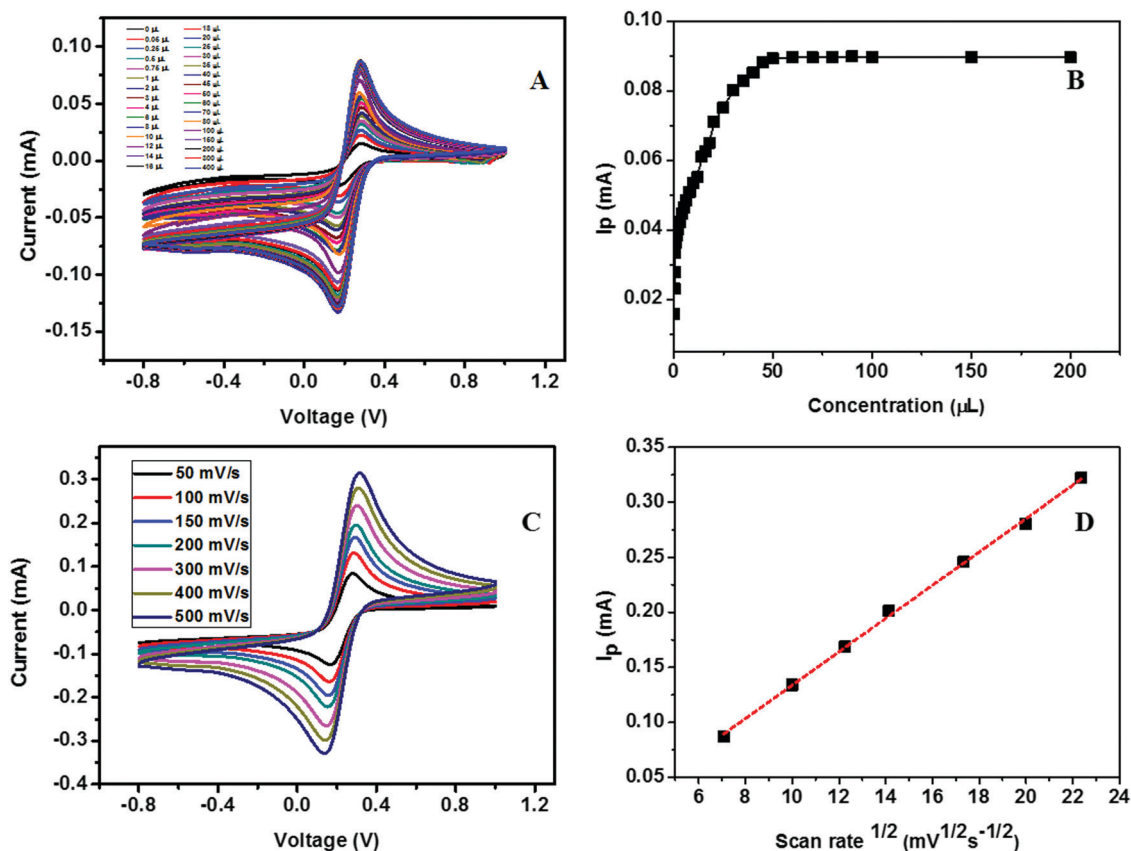 0 µL
0.05 µL
0.25 µL
0.5 µL
0.75 µL
1 µL
2 µL
3 µL
4 µL
6 µL
8 µL
10 µL
12 µL
14 µL
16 µL
18 µL
20 µL
25 µL
30 µL
35 µL
40 µL
45 µL
50 µL
60 µL
70 µL
80 µL
100 µL
150 µL
200 µL
300 µL
400 µL
A
0.10
0.05
0.00
-0.05
-0.10
-0.15
Current (mA)
-0.8
-0.4
0.0
0.4
0.8
1.2
Voltage (V)
B
0.10
0.08
0.06
0.04
0.02
Ip (mA)
0
50
100
150
200
Concentration (µL)
50 mV/s
100 mV/s
150 mV/s
200 mV/s
300 mV/s
400 mV/s
500 mV/s
C
0.3
0.2
0.1
0.0
-0.1
-0.2
-0.3
-0.4
Current (mA)
-0.8
-0.4
0.0
0.4
0.8
1.2
Voltage (V)
D
0.35
0.30
0.25
0.20
0.15
0.10
0.05
Ip (mA)
6
8
10
12
14
16
18
20
22
24
Scan rate 1/2 (mV1/2s-1/2)